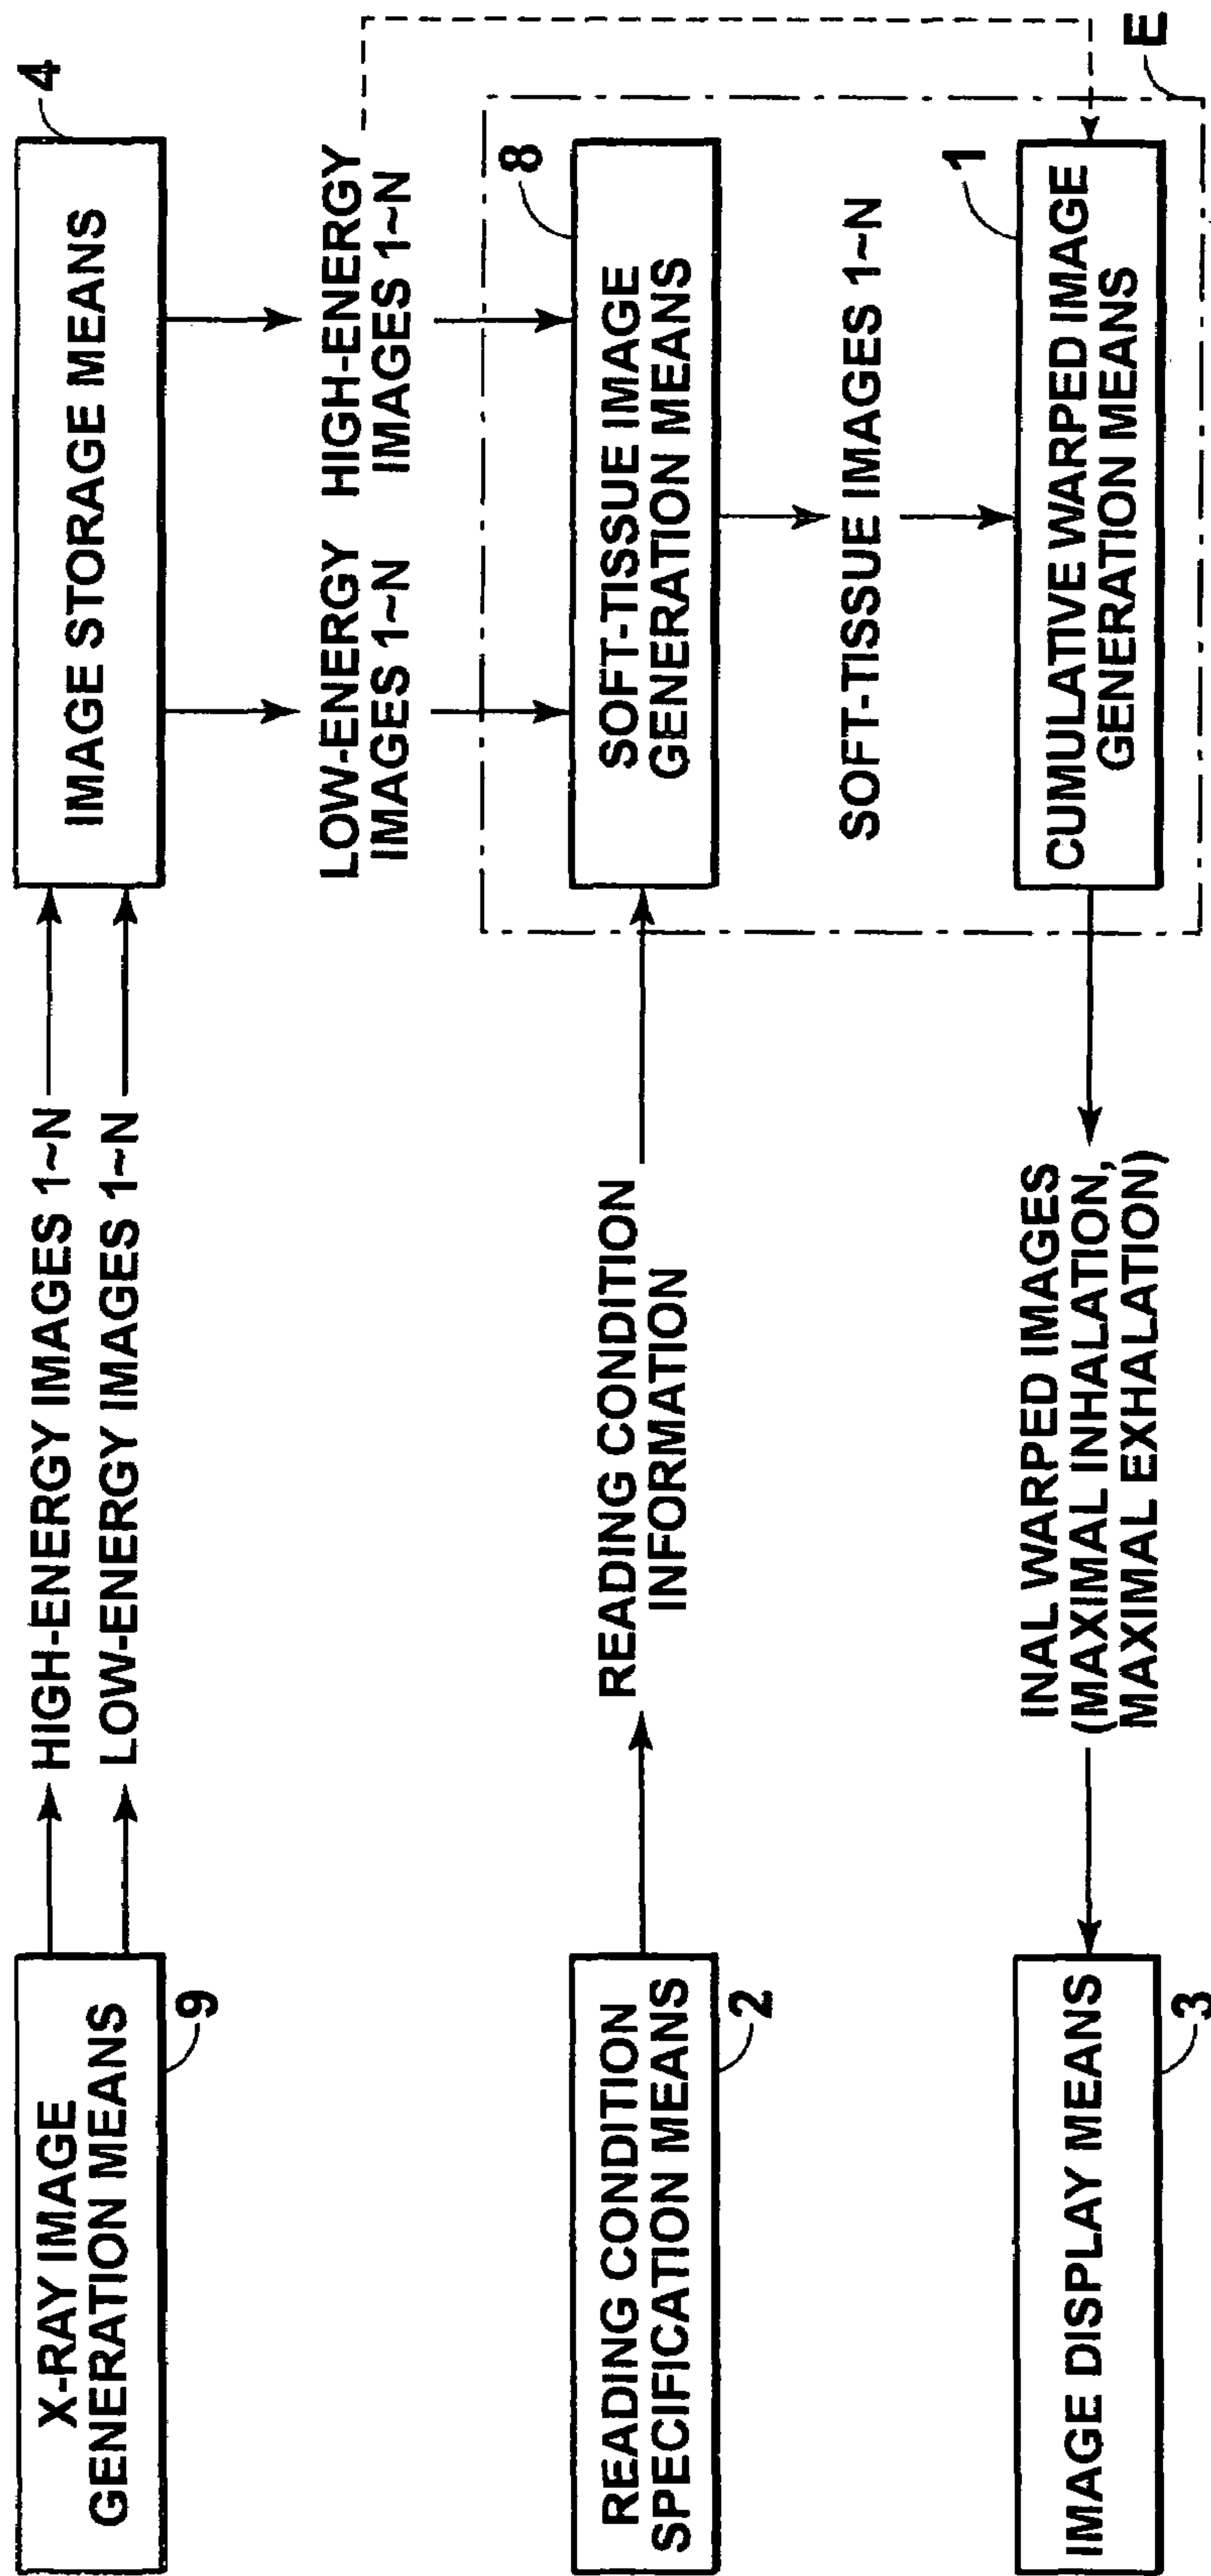 X-RAY IMAGE
GENERATION MEANS
9
HIGH-ENERGY IMAGES 1~N
LOW-ENERGY IMAGES 1~N
IMAGE STORAGE MEANS
4
LOW-ENERGY
IMAGES 1~N
HIGH-ENERGY
IMAGES 1~N
READING CONDITION
SPECIFICATION MEANS
2
READING CONDITION
INFORMATION
SOFT-TISSUE IMAGE
GENERATION MEANS
8
SOFT-TISSUE IMAGES 1~N
IMAGE DISPLAY MEANS
3
INAL WARPED IMAGES
(MAXIMAL INHALATION,
MAXIMAL EXHALATION)
CUMULATIVE WARPED IMAGE
GENERATION MEANS
1
E